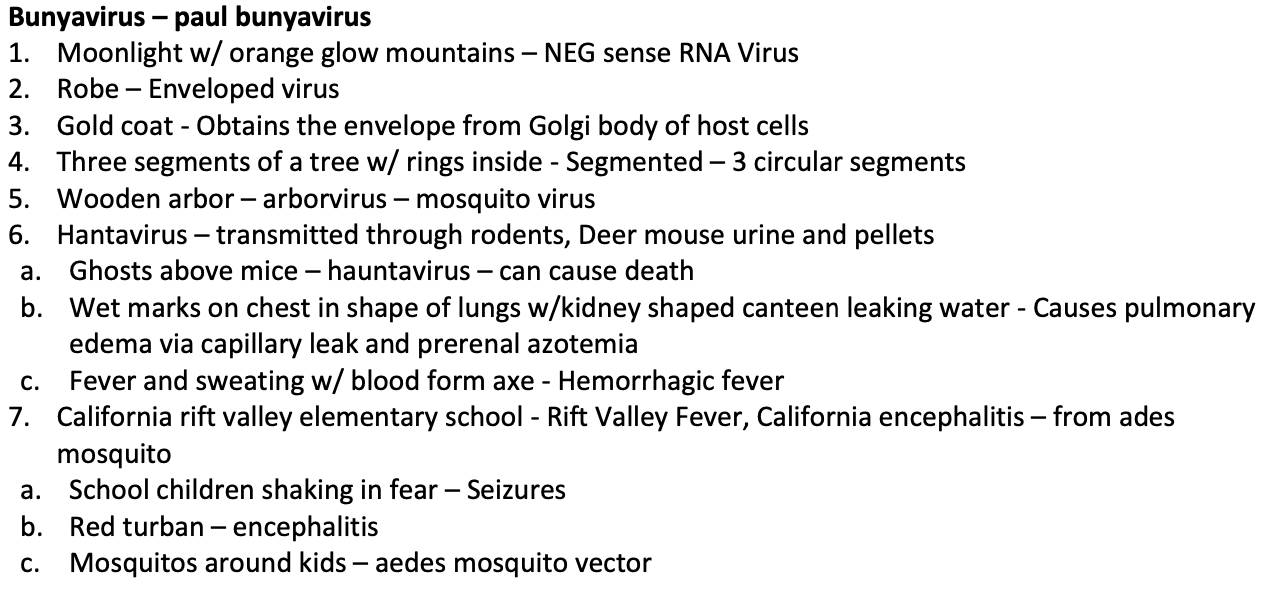 Bunyavirus – paul bunyavirus
1. Moonlight w/ orange glow mountains – NEG sense RNA Virus
2. Robe – Enveloped virus
3. Gold coat - Obtains the envelope from Golgi body of host cells
4. Three segments of a tree w/ rings inside - Segmented – 3 circular segments
5. Wooden arbor – arborvirus – mosquito virus
6. Hantavirus – transmitted through rodents, Deer mouse urine and pellets
a. Ghosts above mice – hauntavirus – can cause death
b. Wet marks on chest in shape of lungs w/kidney shaped canteen leaking water - Causes pulmonary
edema via capillary leak and prerenal azotemia
c. Fever and sweating w/ blood form axe - Hemorrhagic fever
7. California rift valley elementary school - Rift Valley Fever, California encephalitis – from ades
mosquito
a. School children shaking in fear – Seizures
b. Red turban – encephalitis
c. Mosquitos around kids – aedes mosquito vector